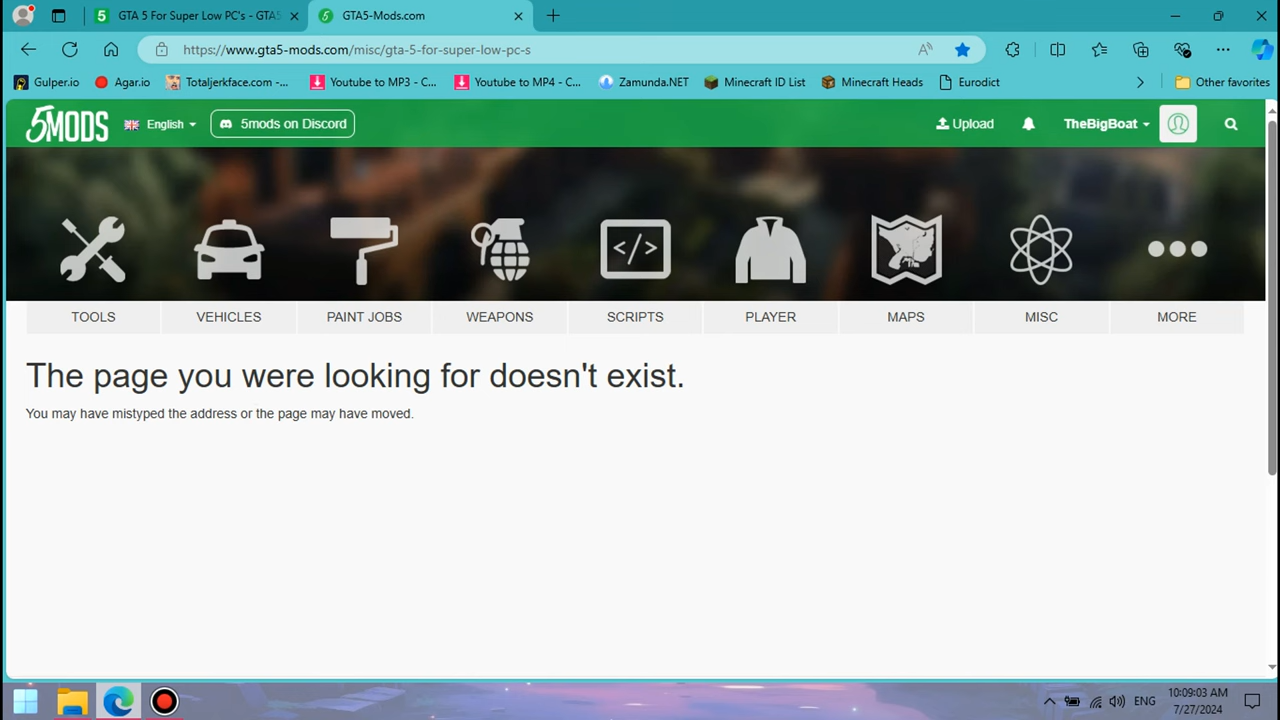 GTA 5 For Super Low PC's - GTA5
GTA5-Mods.com
https://www.gta5-mods.com/misc/gta-5-for-super-low-pc-s
Gulper.io
Agar.io
Totaljerkface.com -...
Youtube to MP3 - C...
Youtube to MP4 - C...
Zamunda.NET
Minecraft ID List
Minecraft Heads
Eurodict
Other favorites
5MODS
English
5mods on Discord
Upload
TheBigBoat
TOOLS
VEHICLES
PAINT JOBS
WEAPONS
SCRIPTS
PLAYER
MAPS
MISC
MORE
The page you were looking for doesn't exist.
You may have mistyped the address or the page may have moved.
ENG
10:09:03 AM
7/27/2024